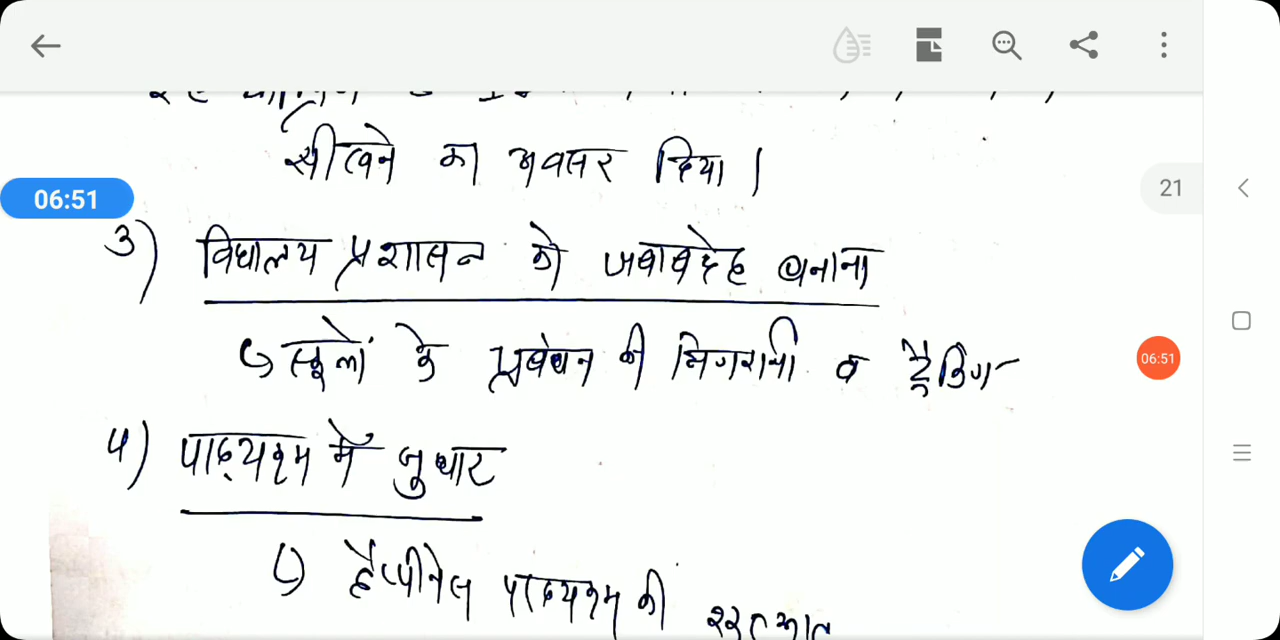 सीखने का अवसर दिया।
21
06:51
3) विद्यालय प्रशासन को जवाबदेह बनाना
↳ स्कूलों के प्रबंधन की निगरानी व ट्रैकिंग
06:51
4) पाठ्यक्रम में सुधार
↳ हैप्पीनेस पाठ्यक्रम की शुरुआत